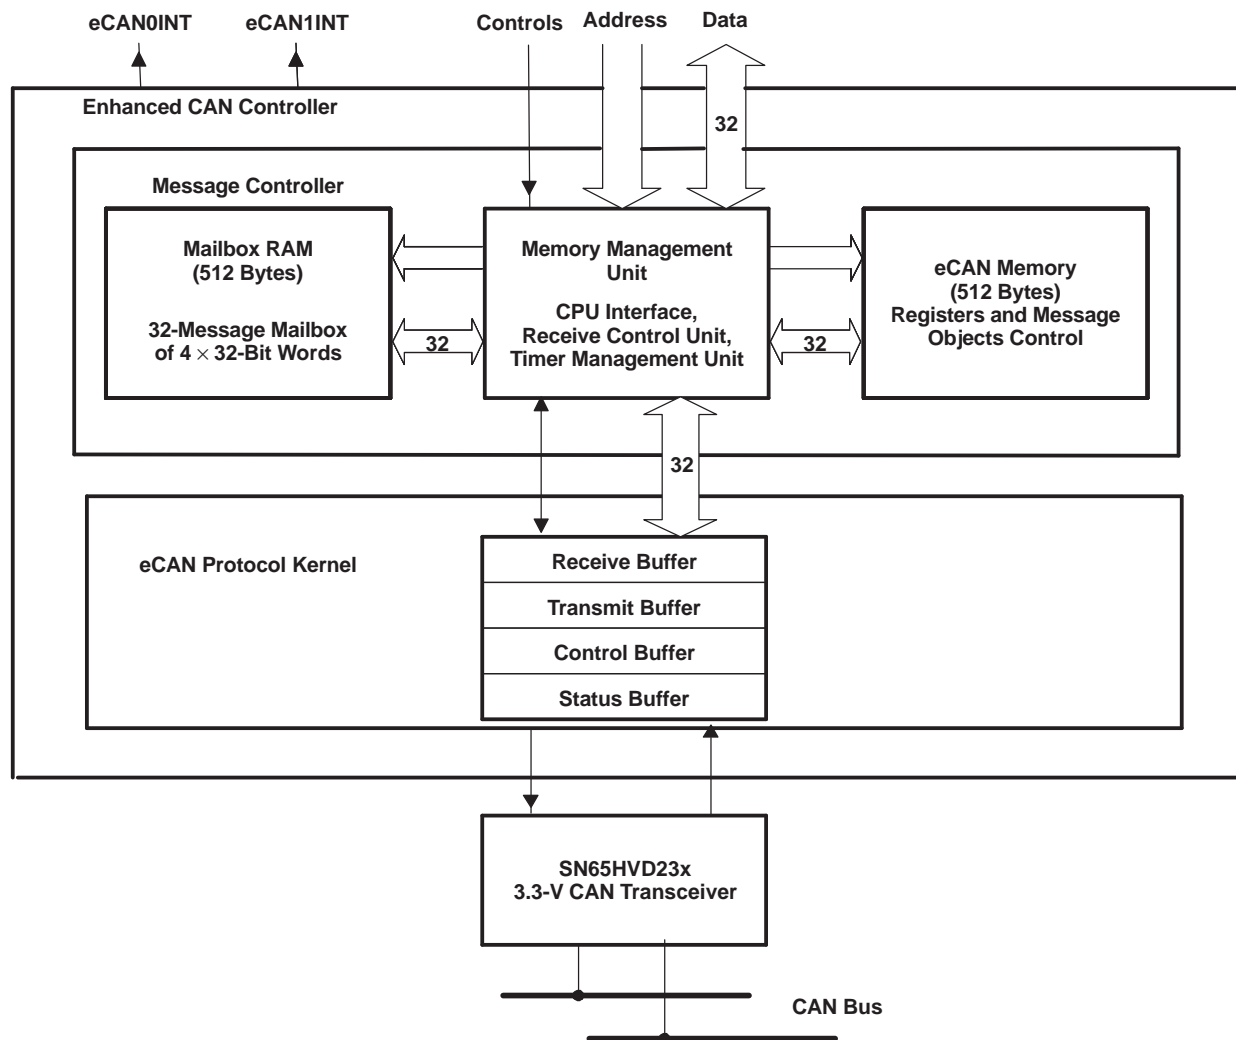 eCAN0INT
eCAN1INT
Controls
Address
Data
Enhanced CAN Controller
32
Message Controller
Mailbox RAM
(512 Bytes)
32-Message Mailbox
of 4 × 32-Bit Words
32
Memory Management
Unit
CPU Interface,
Receive Control Unit,
Timer Management Unit
32
eCAN Memory
(512 Bytes)
Registers and Message
Objects Control
32
eCAN Protocol Kernel
Receive Buffer
Transmit Buffer
Control Buffer
Status Buffer
SN65HVD23x
3.3-V CAN Transceiver
CAN Bus